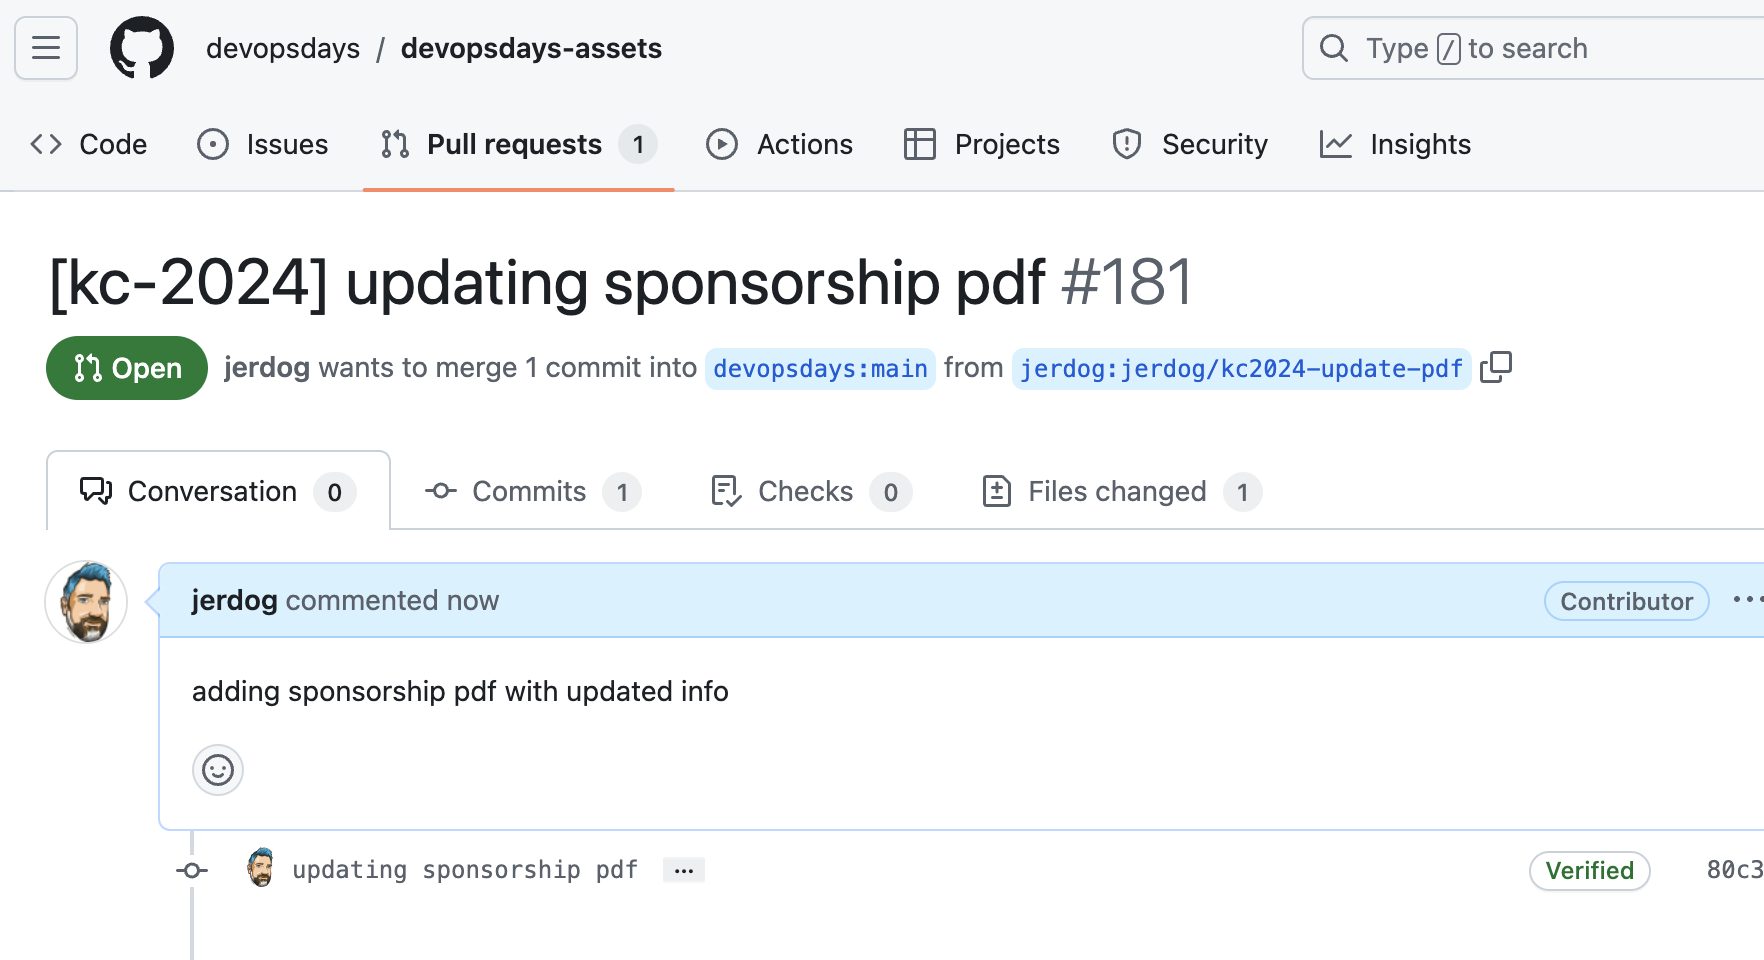 devopsdays / devopsdays-assets
Type / to search
Code Issues Pull requests 1 Actions Projects Security Insights
[kc-2024] updating sponsorship pdf #181
Open jerdog wants to merge 1 commit into devopsdays:main from jerdog:jerdog/kc2024-update-pdf
Conversation 0 Commits 1 Checks 0 Files changed 1
jerdog commented now Contributor
adding sponsorship pdf with updated info
updating sponsorship pdf ... Verified 80c3